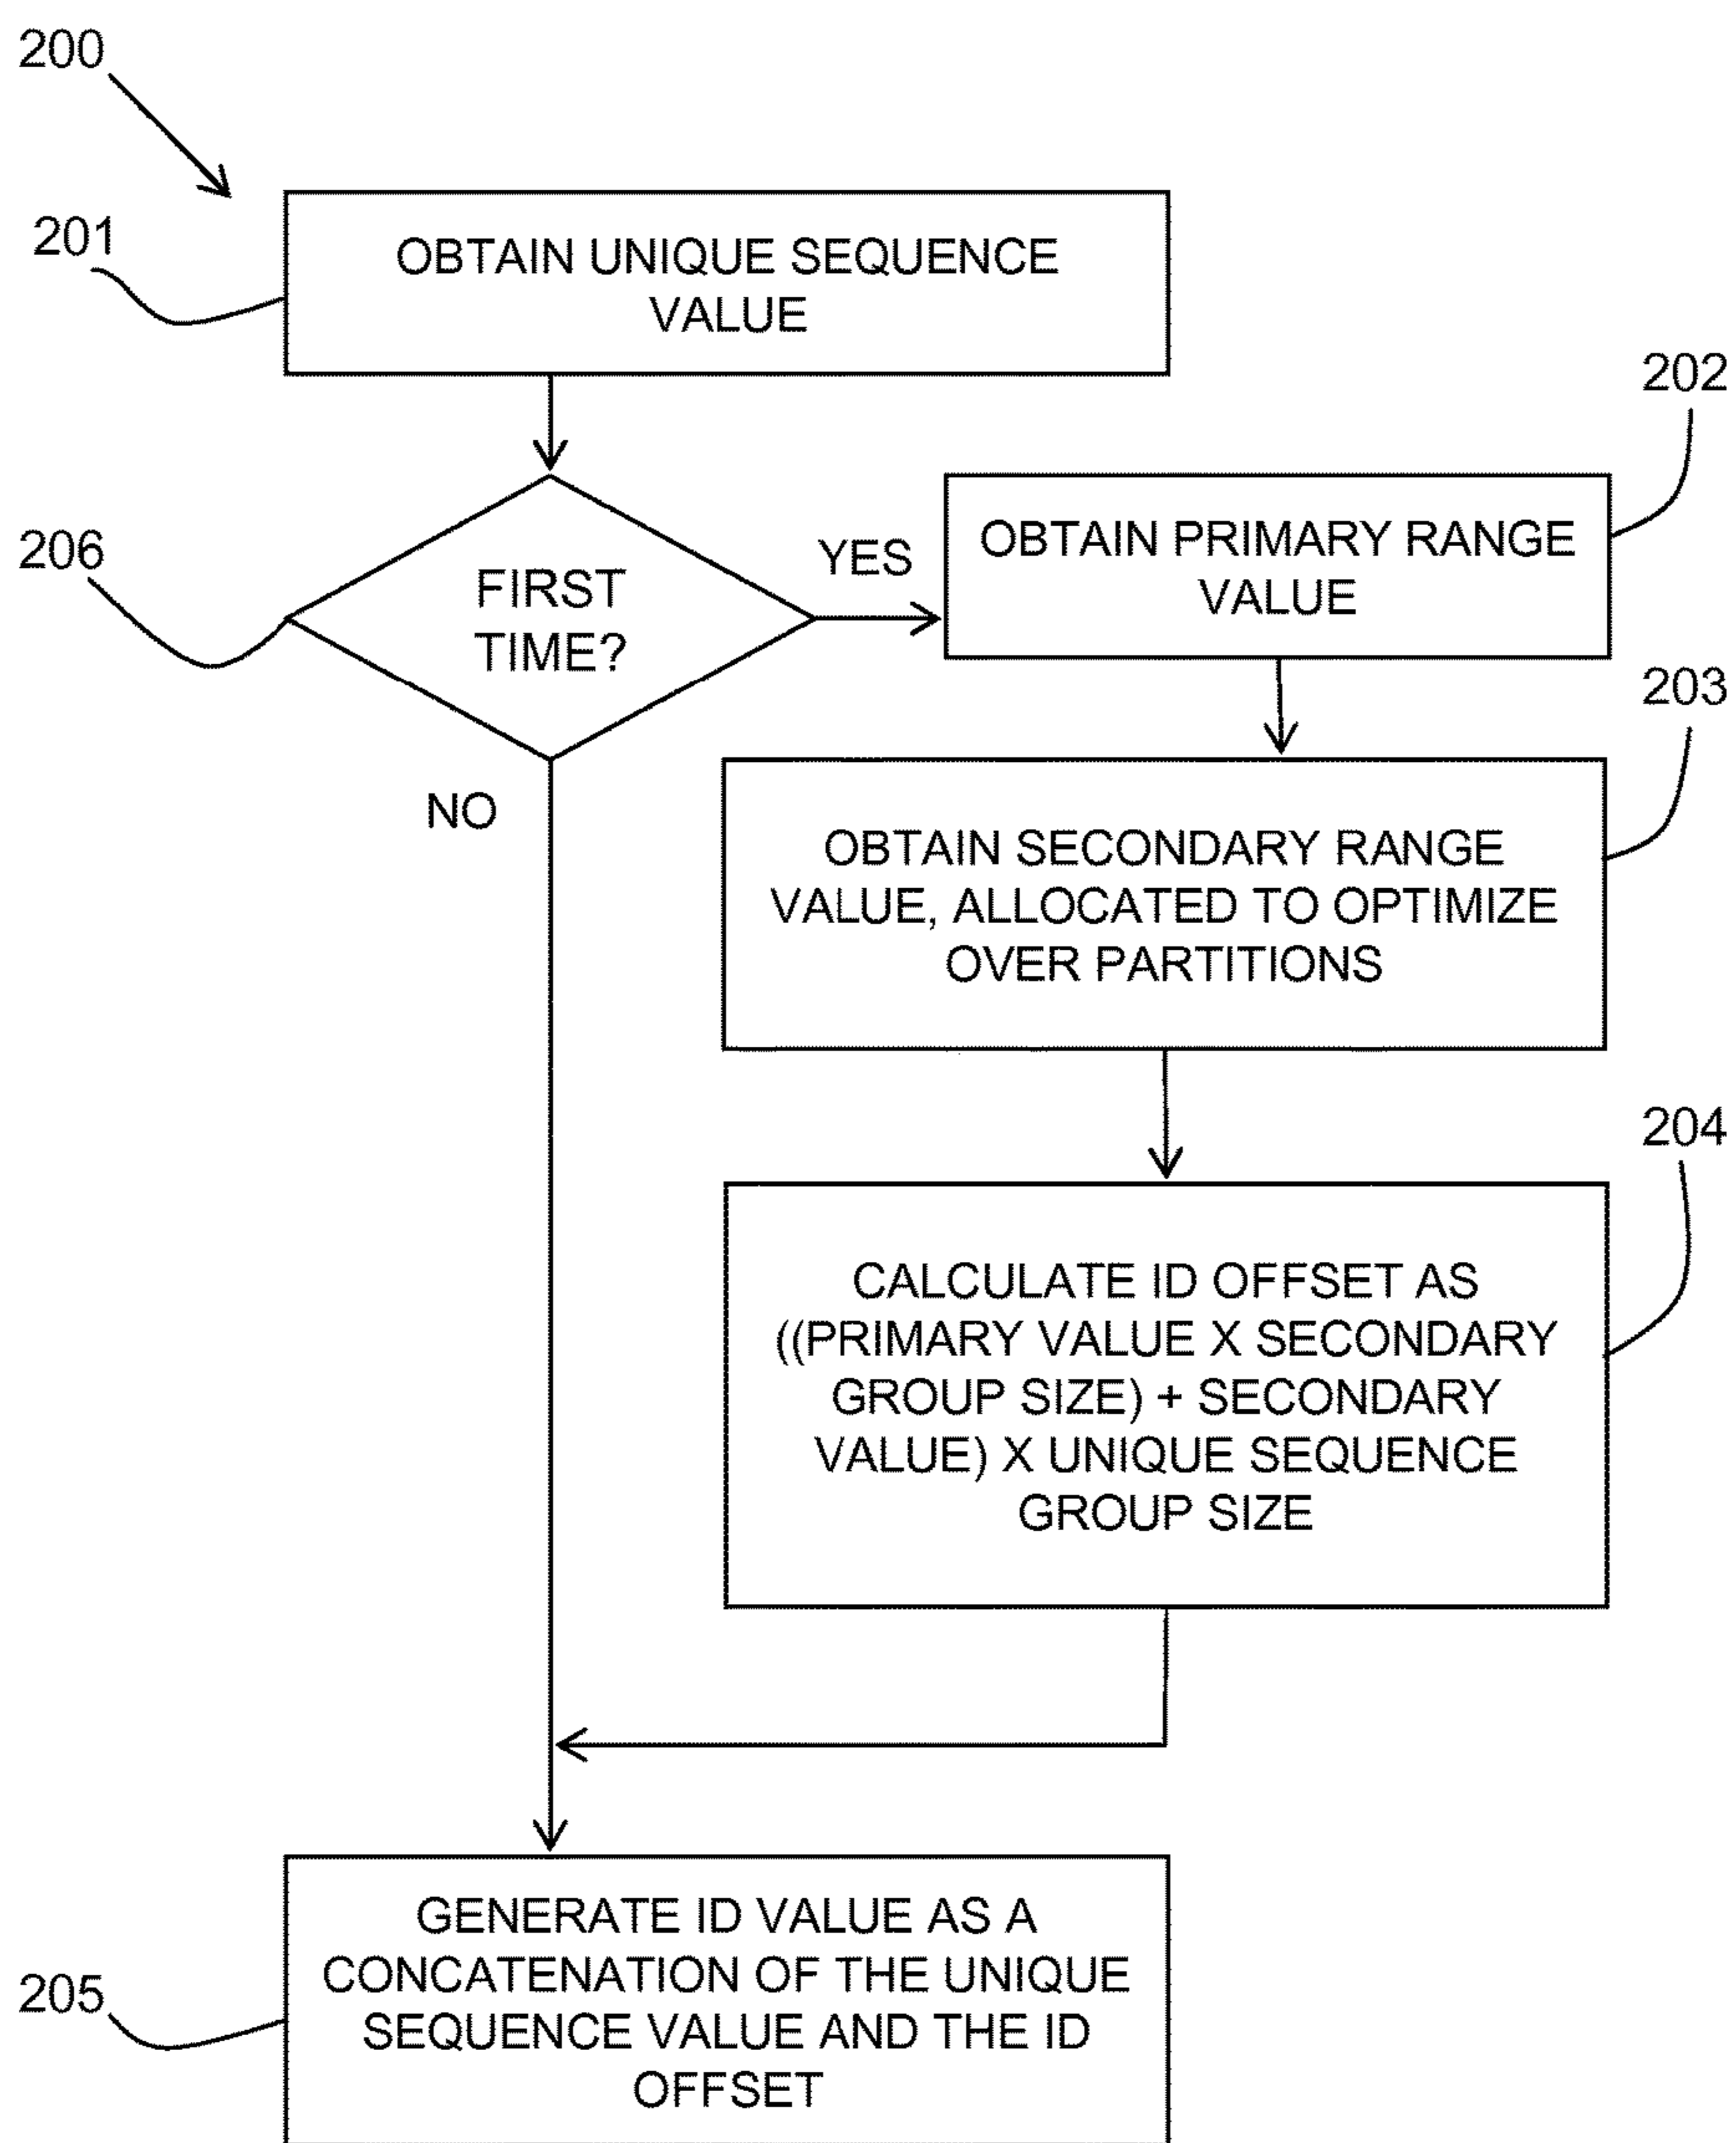 200
201
OBTAIN UNIQUE SEQUENCE
VALUE
202
206
FIRST
TIME?
YES
NO
OBTAIN PRIMARY RANGE
VALUE
203
OBTAIN SECONDARY RANGE
VALUE, ALLOCATED TO OPTIMIZE
OVER PARTITIONS
204
CALCULATE ID OFFSET AS
((PRIMARY VALUE X SECONDARY
GROUP SIZE) + SECONDARY
VALUE) X UNIQUE SEQUENCE
GROUP SIZE
205
GENERATE ID VALUE AS A
CONCATENATION OF THE UNIQUE
SEQUENCE VALUE AND THE ID
OFFSET